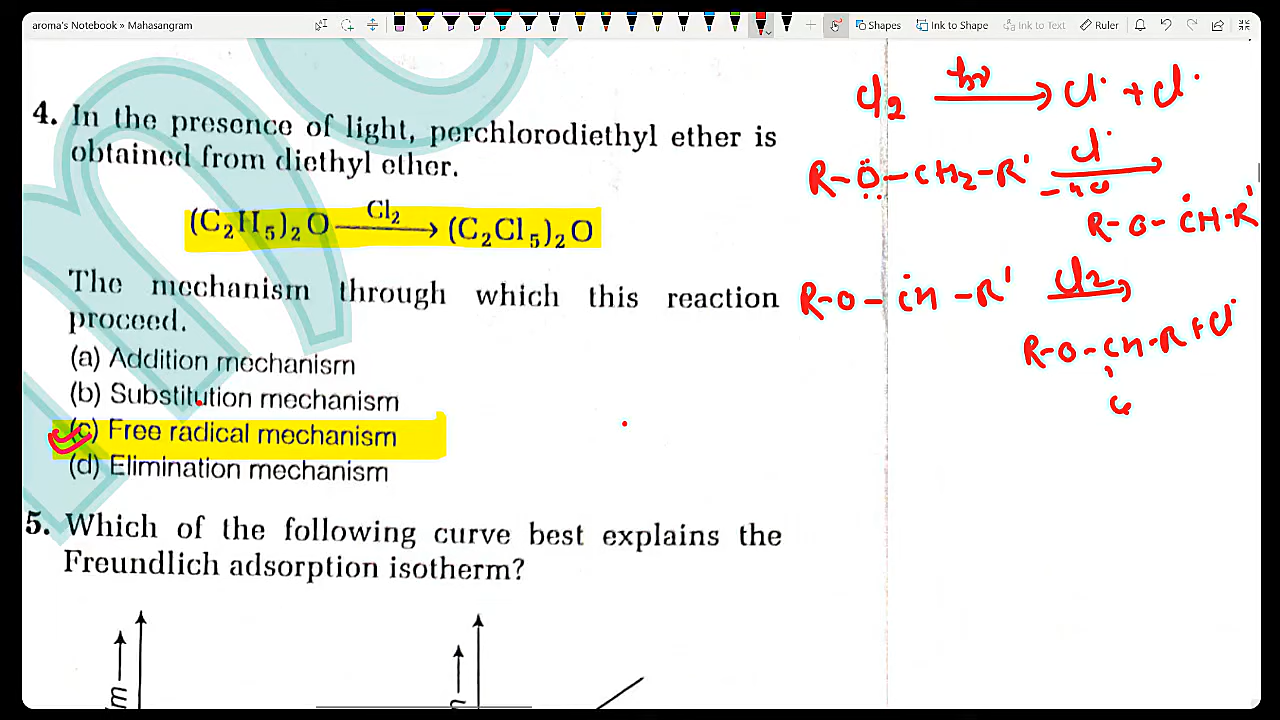 aroma's Notebook » Mahasangram
Shapes Ink to Shape Ink to Text Ruler
4. In the presence of light, perchlorodiethyl ether is
obtained from diethyl ether.
(C₂H₅)₂O —Cl₂→ (C₂Cl₅)₂O
The mechanism through which this reaction
proceed.
(a) Addition mechanism
(b) Substitution mechanism
(c) Free radical mechanism
(d) Elimination mechanism
5. Which of the following curve best explains the
Freundlich adsorption isotherm?
m
Cl₂ —hν→ Cl· + Cl·
R-Ö-CH₂-R' —Cl·→
-HCl
R-O-ĊH-R'
R-O-ĊH-R' —Cl₂→
R-O-CH-R + Cl·